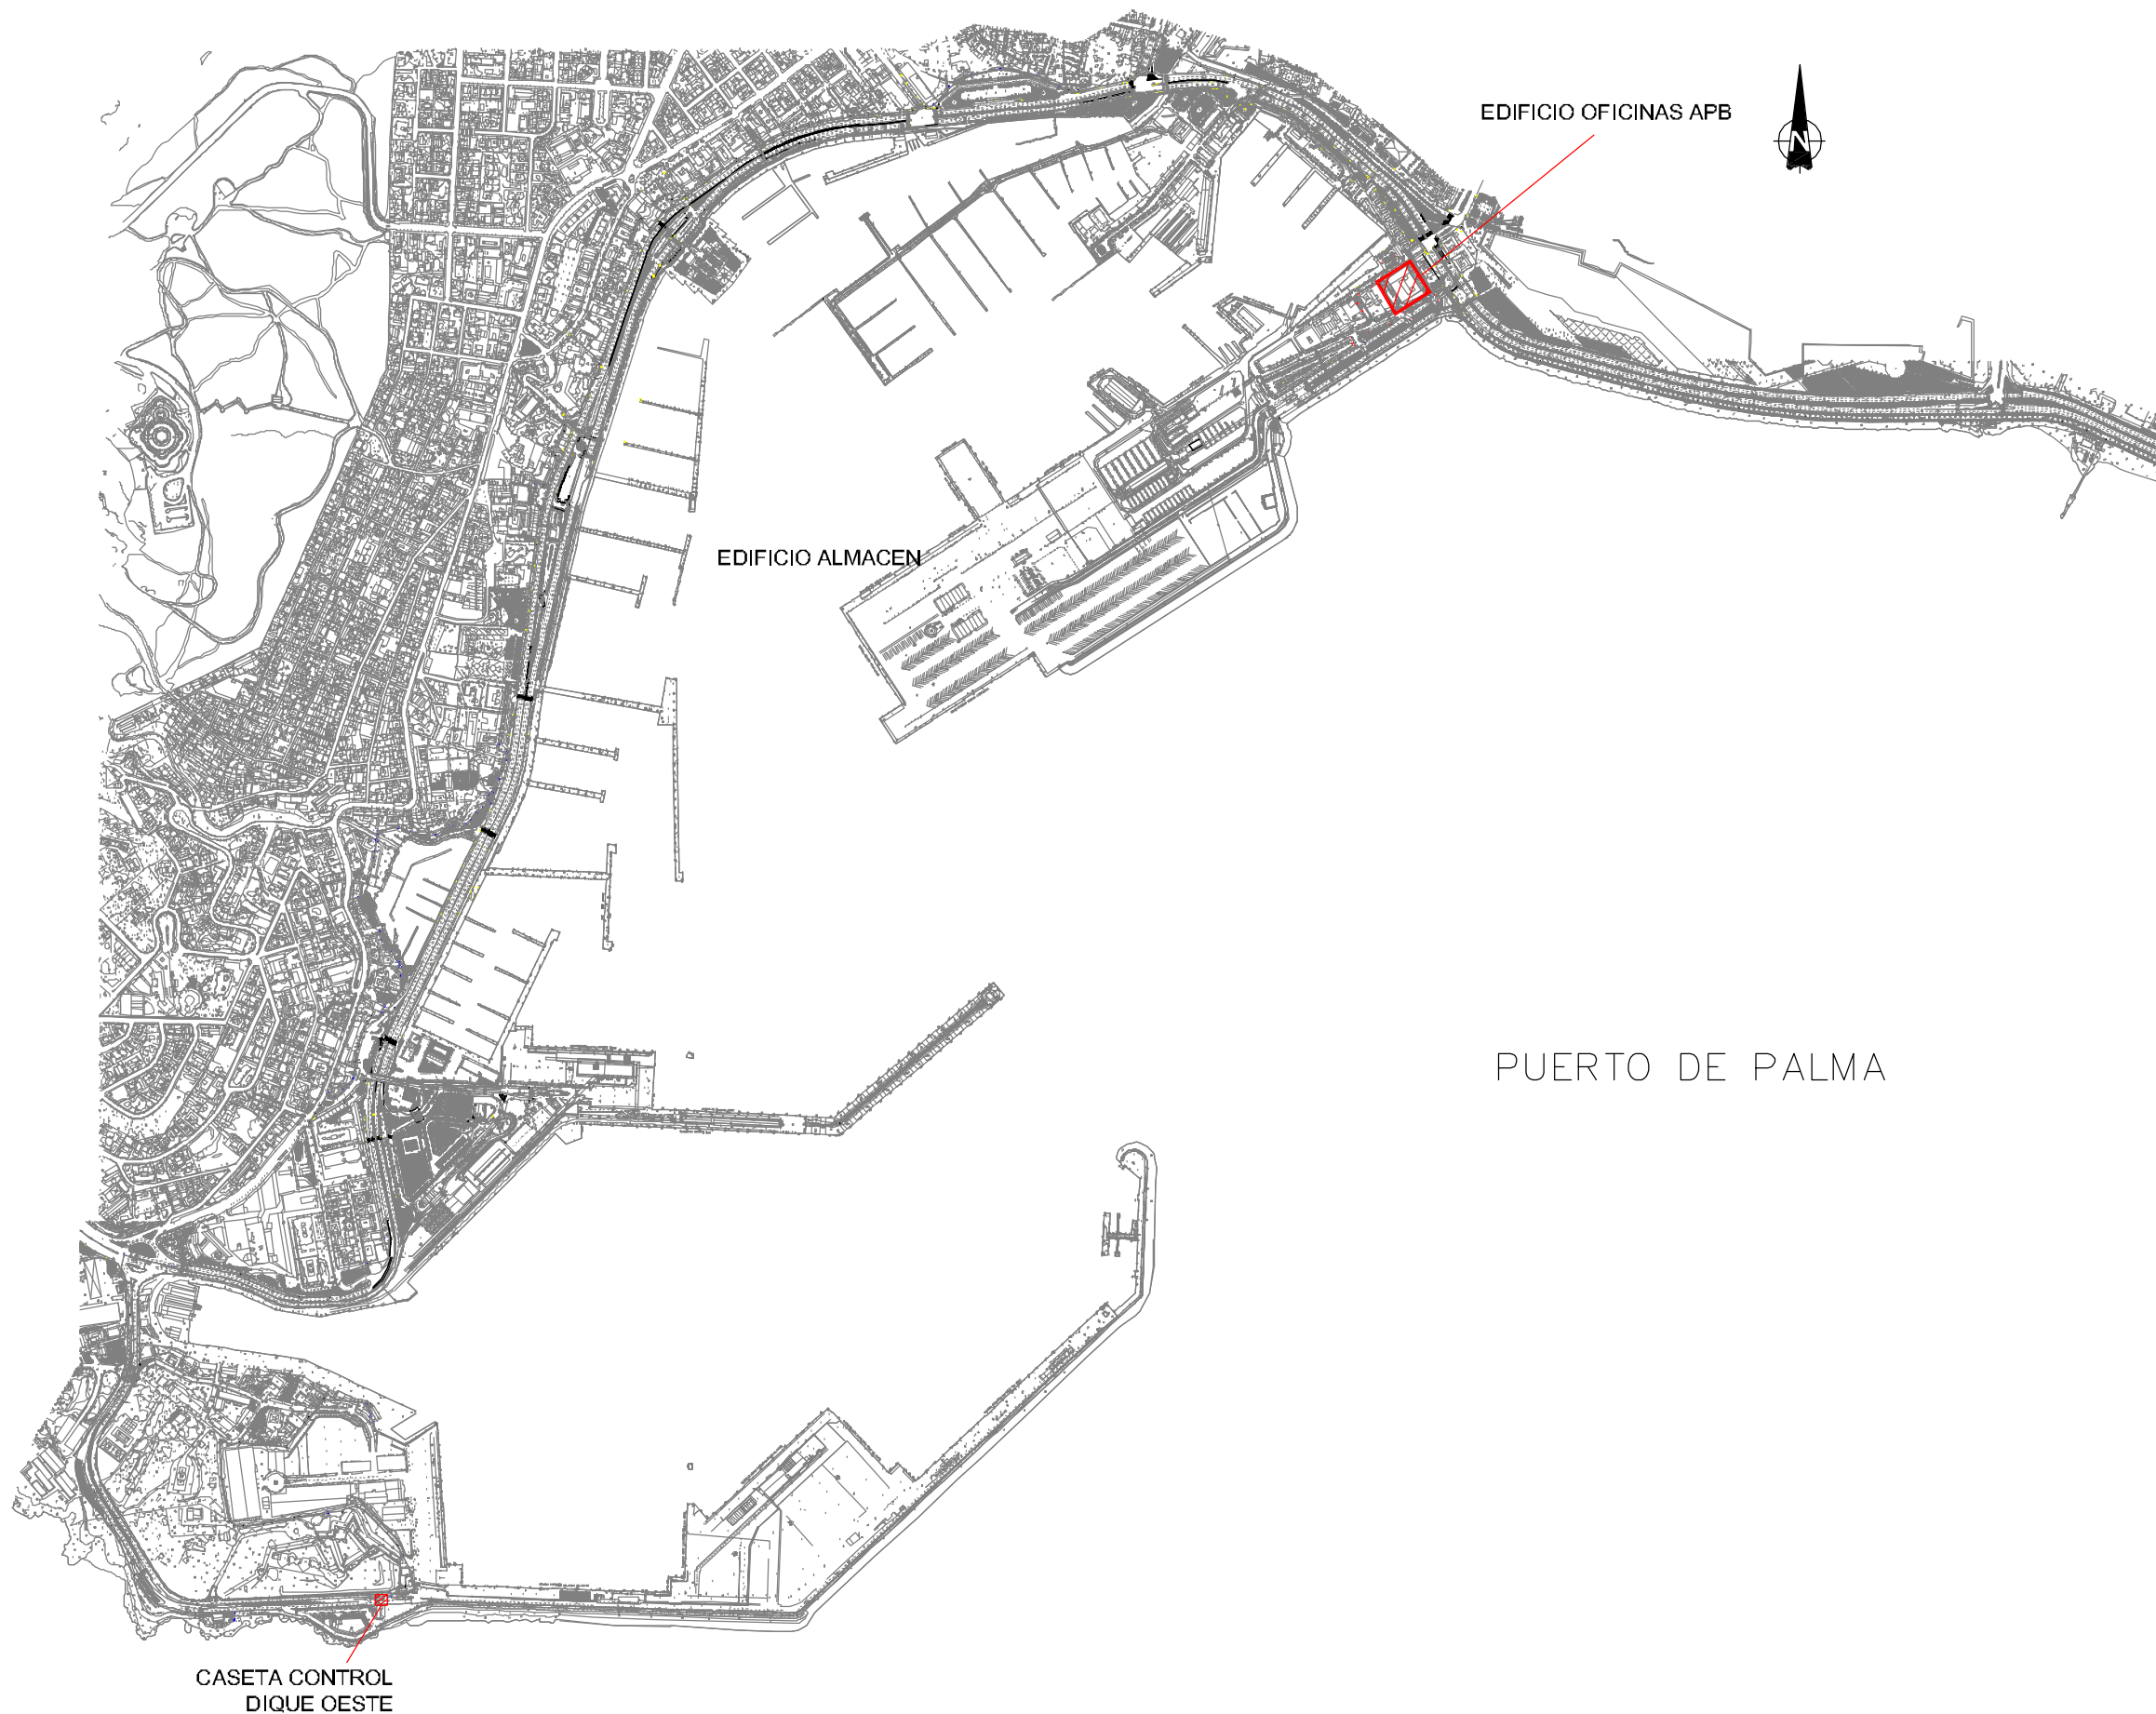 EDIFICIO OFICINAS APB
N
EDIFICIO ALMACEN
PUERTO DE PALMA
CASETA CONTROL
DIQUE OESTE